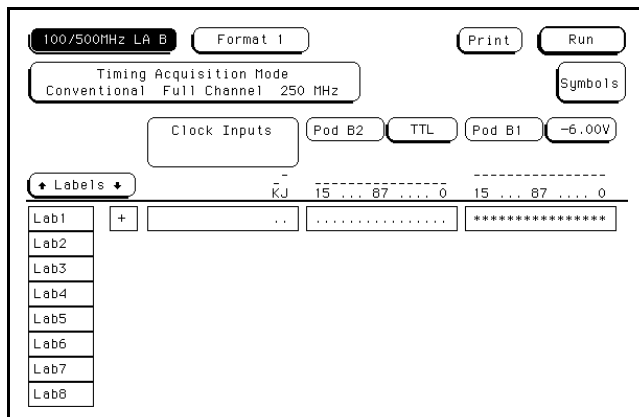 100/500MHz LA B Format 1 Print Run
Timing Acquisition Mode
Conventional Full Channel 250 MHz
Symbols
Clock Inputs Pod B2 TTL Pod B1 -6.00V
↑ Labels ↓
KJ 15 ... 87 .... 0 15 ... 87 .... 0
Lab1 + .. ................ ****************
Lab2
Lab3
Lab4
Lab5
Lab6
Lab7
Lab8